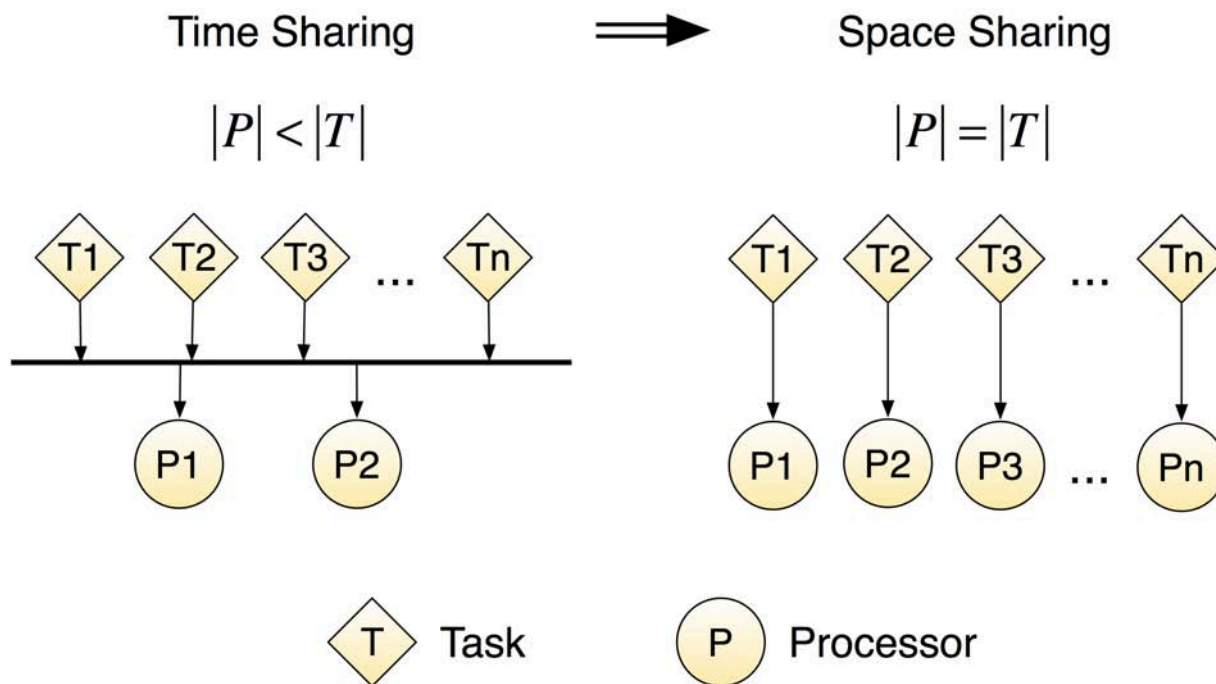 Time Sharing
Space Sharing
|P| < |T|
|P| = |T|
T1 T2 T3 ... Tn
T1 T2 T3 ... Tn
P1 P2
P1 P2 P3 ... Pn
T Task
P Processor